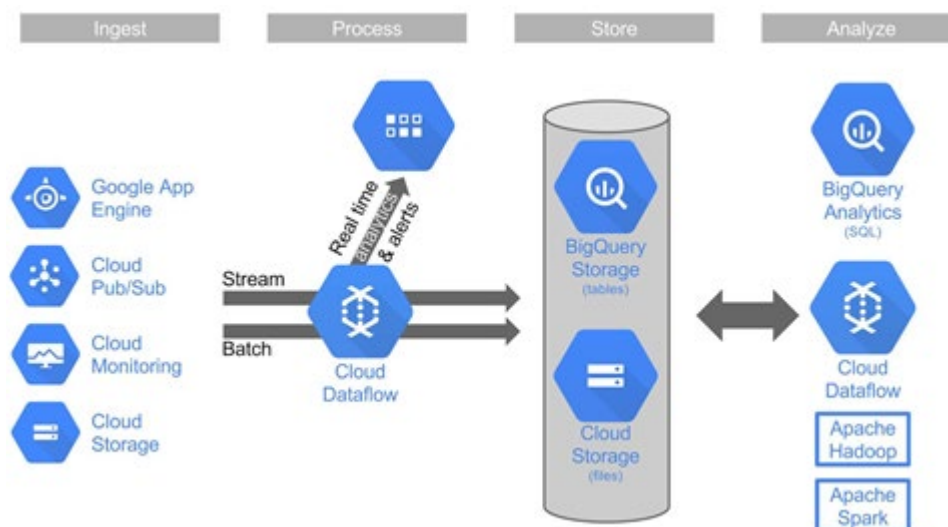 Ingest
Process
Store
Analyze
Google App
Engine
Cloud
Pub/Sub
Cloud
Monitoring
Cloud
Storage
Stream
Batch
Real time
analytics
& alerts
Cloud
Dataflow
BigQuery
Storage
(tables)
Cloud
Storage
(files)
BigQuery
Analytics
(SQL)
Cloud
Dataflow
Apache
Hadoop
Apache
Spark